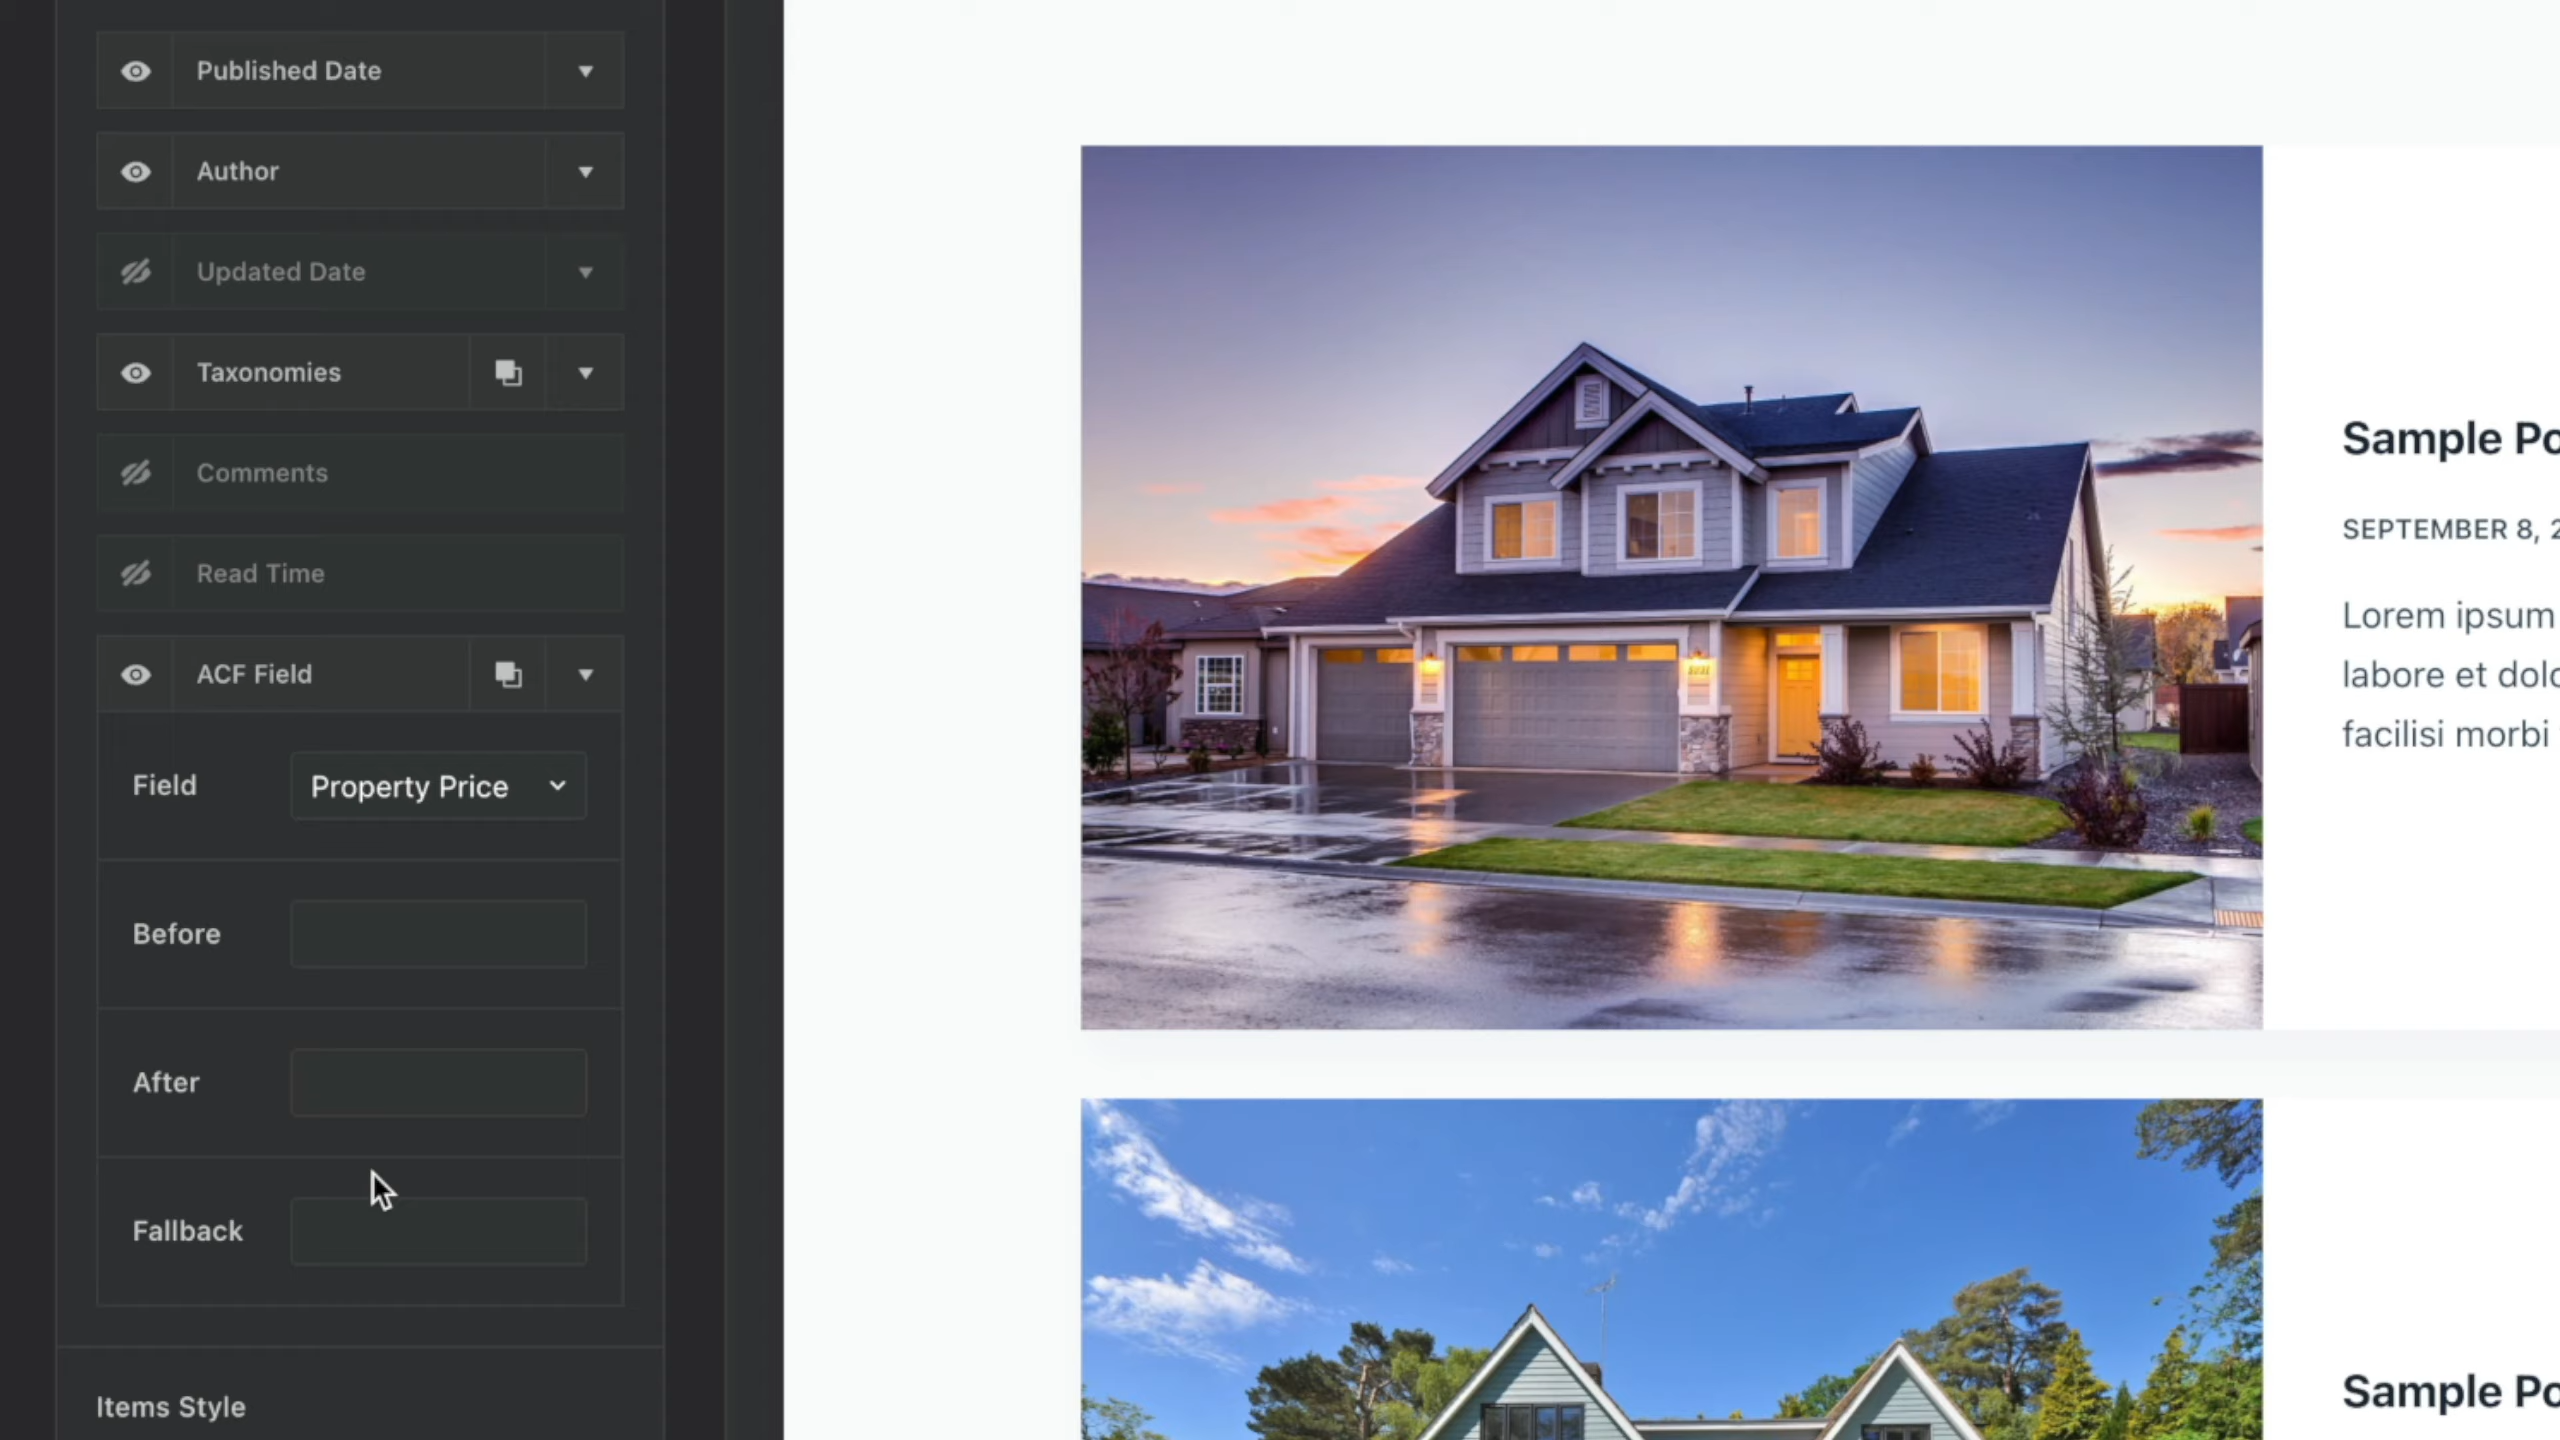 Published Date
Author
Updated Date
Taxonomies
Comments
Read Time
ACF Field
Field
Property Price
Before
After
Fallback
Items Style
Sample Po
SEPTEMBER 8, 2
Lorem ipsum
labore et dolo
facilisi morbi
Sample Po